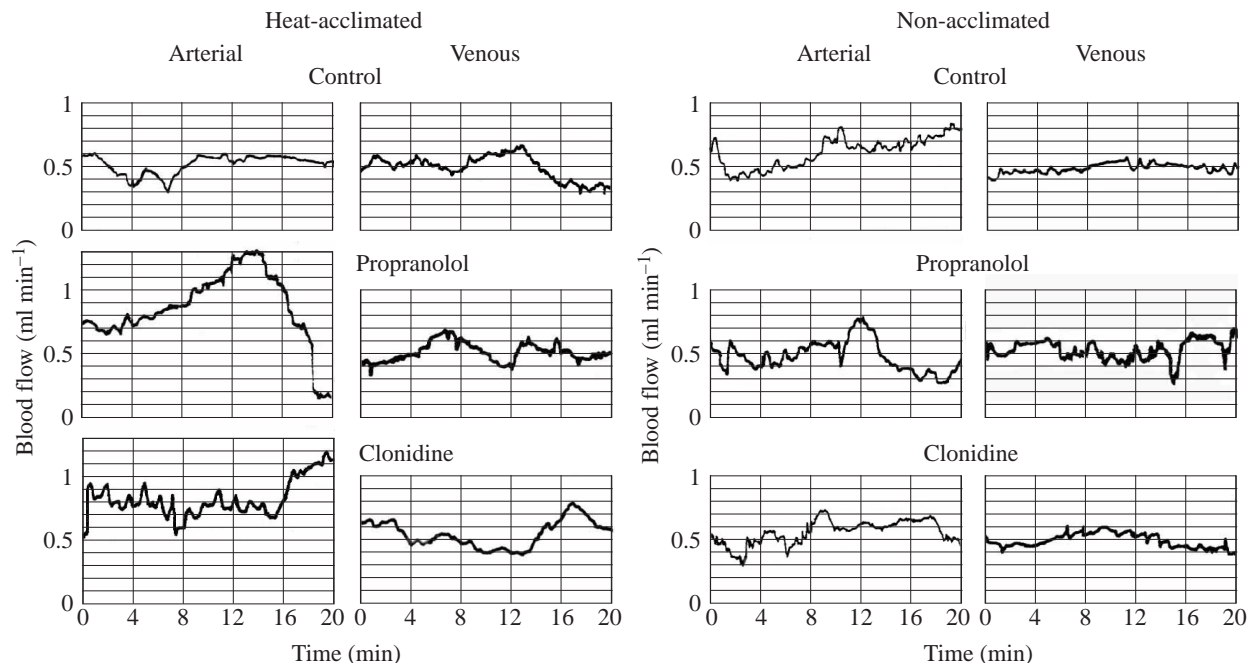 Heat-acclimated
Arterial Venous
Control
1
0.5
0
Propranolol
1
0.5
0
Clonidine
1
0.5
0
0 4 8 12 16 20 0 4 8 12 16 20
Time (min)
Blood flow (ml min⁻¹)
Non-acclimated
Arterial Venous
Control
1
0.5
0
Propranolol
1
0.5
0
Clonidine
1
0.5
0
0 4 8 12 16 20 0 4 8 12 16 20
Time (min)
Blood flow (ml min⁻¹)